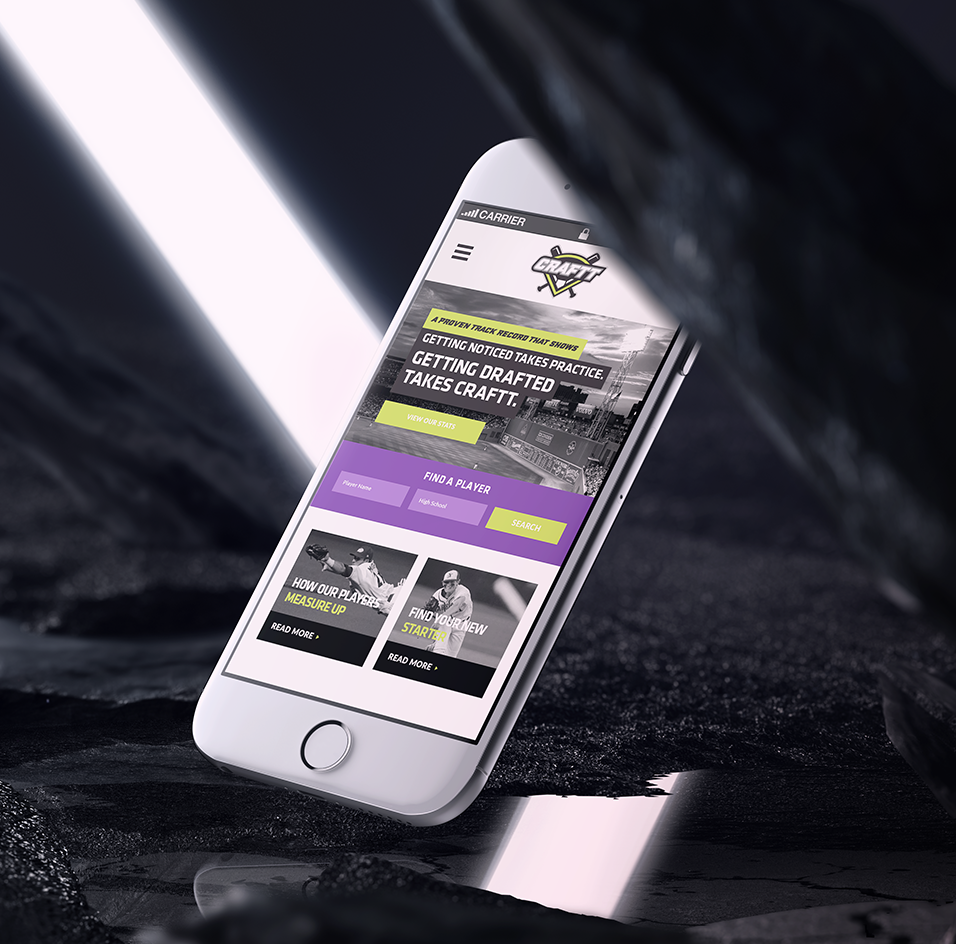 CARRIER
CRAFTT
A PROVEN TRACK RECORD THAT SHOWS
GETTING NOTICED TAKES PRACTICE.
GETTING DRAFTED
TAKES CRAFTT.
VIEW OUR STATS
FIND A PLAYER
Player Name
High School
SEARCH
HOW OUR PLAYERS
MEASURE UP
READ MORE
FIND YOUR NEW
STARTER
READ MORE